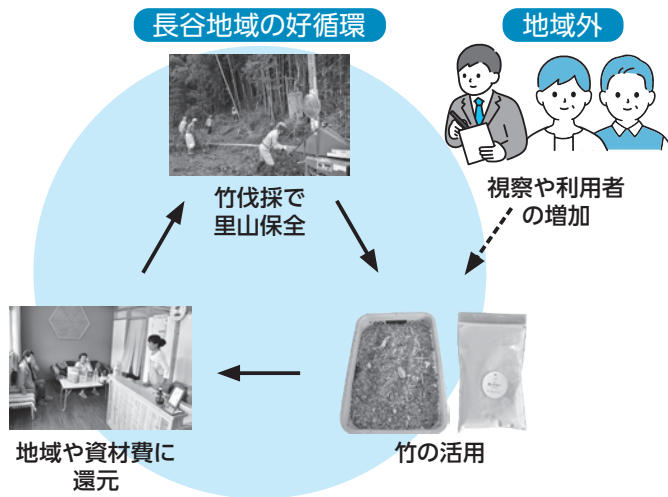 長谷地域の好循環
地域外
竹伐採で
里山保全
視察や利用者
の増加
地域や資材費に
還元
竹の活用